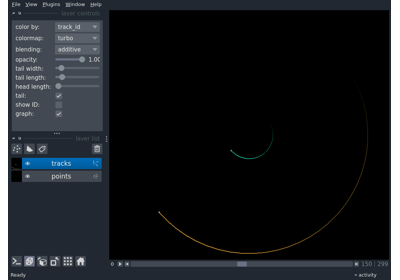 File View Plugins Window Help
layer controls
color by: track_id
colormap: turbo
blending: additive
opacity: 1.00
tail width:
tail length:
head length:
tail:
show ID:
graph:
layer list
tracks
points
0 150 299
Ready activity